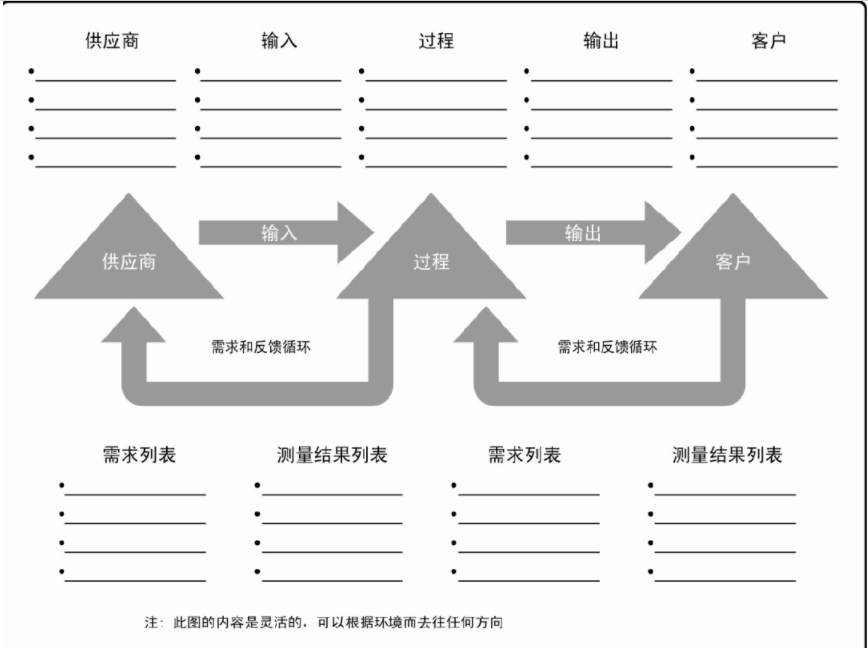 供应商 输入 过程 输出 客户
输入 输出
供应商 过程 客户
需求和反馈循环 需求和反馈循环
需求列表 测量结果列表 需求列表 测量结果列表
注：此图的内容是灵活的，可以根据环境而去往任何方向